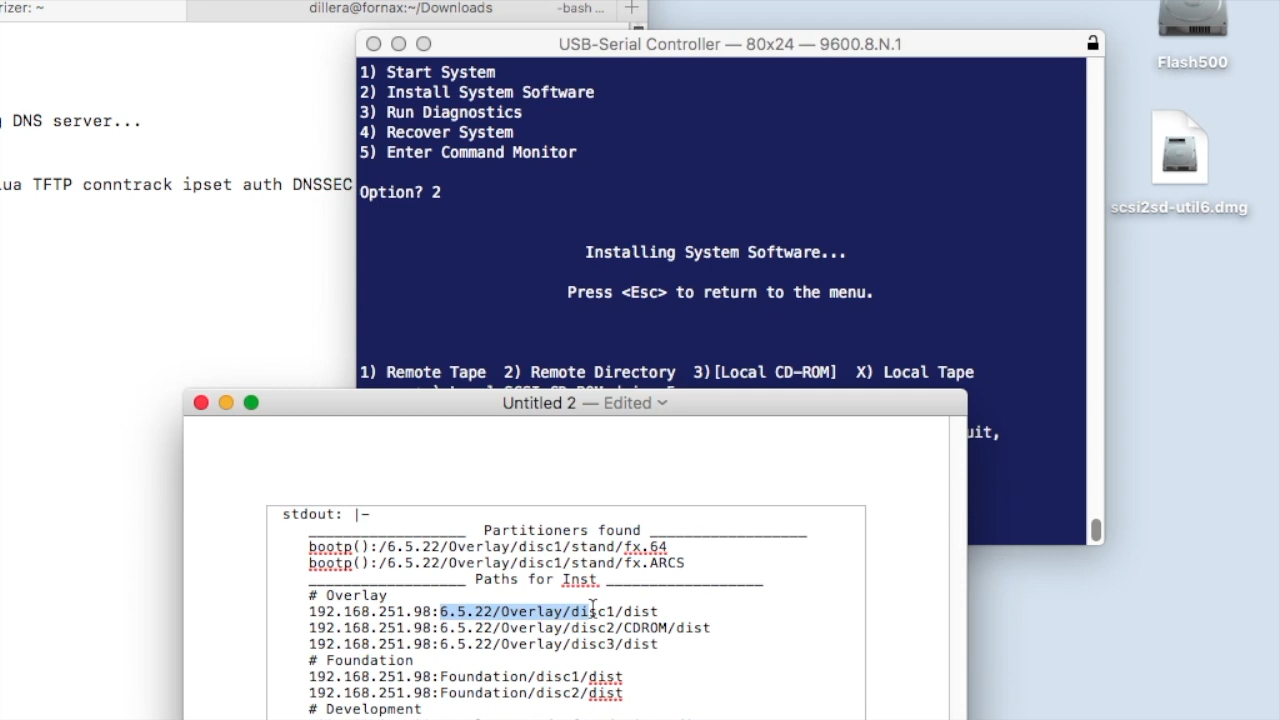 rizer: ~
dillera@fornax:~/Downloads
-bash ...
DNS server...
ua TFTP conntrack ipset auth DNSSEC
USB-Serial Controller — 80x24 — 9600.8.N.1
1) Start System
2) Install System Software
3) Run Diagnostics
4) Recover System
5) Enter Command Monitor
Option? 2
Installing System Software...
Press <Esc> to return to the menu.
1) Remote Tape 2) Remote Directory 3)[Local CD-ROM] X) Local Tape
uit,
Flash500
scsi2sd-util6.dmg
Untitled 2 — Edited
stdout: |-
__________________ Partitioners found __________________
bootp():/6.5.22/Overlay/disc1/stand/fx.64
bootp():/6.5.22/Overlay/disc1/stand/fx.ARCS
__________________ Paths for Inst __________________
# Overlay
192.168.251.98:6.5.22/Overlay/disc1/dist
192.168.251.98:6.5.22/Overlay/disc2/CDROM/dist
192.168.251.98:6.5.22/Overlay/disc3/dist
# Foundation
192.168.251.98:Foundation/disc1/dist
192.168.251.98:Foundation/disc2/dist
# Development